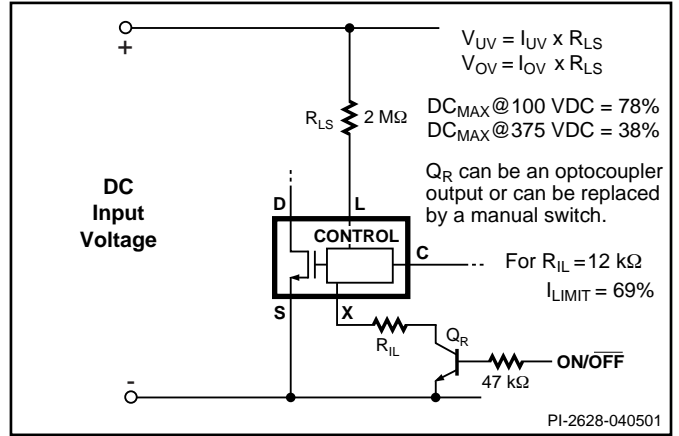 +
V_UV = I_UV x R_LS
V_OV = I_OV x R_LS
R_LS 2 MΩ
DC_MAX@100 VDC = 78%
DC_MAX@375 VDC = 38%
DC
Input
Voltage
Q_R can be an optocoupler
output or can be replaced
by a manual switch.
D L
CONTROL
C
For R_IL = 12 kΩ
I_LIMIT = 69%
S X
R_IL
Q_R
47 kΩ
ON/O̅F̅F̅
-
PI-2628-040501